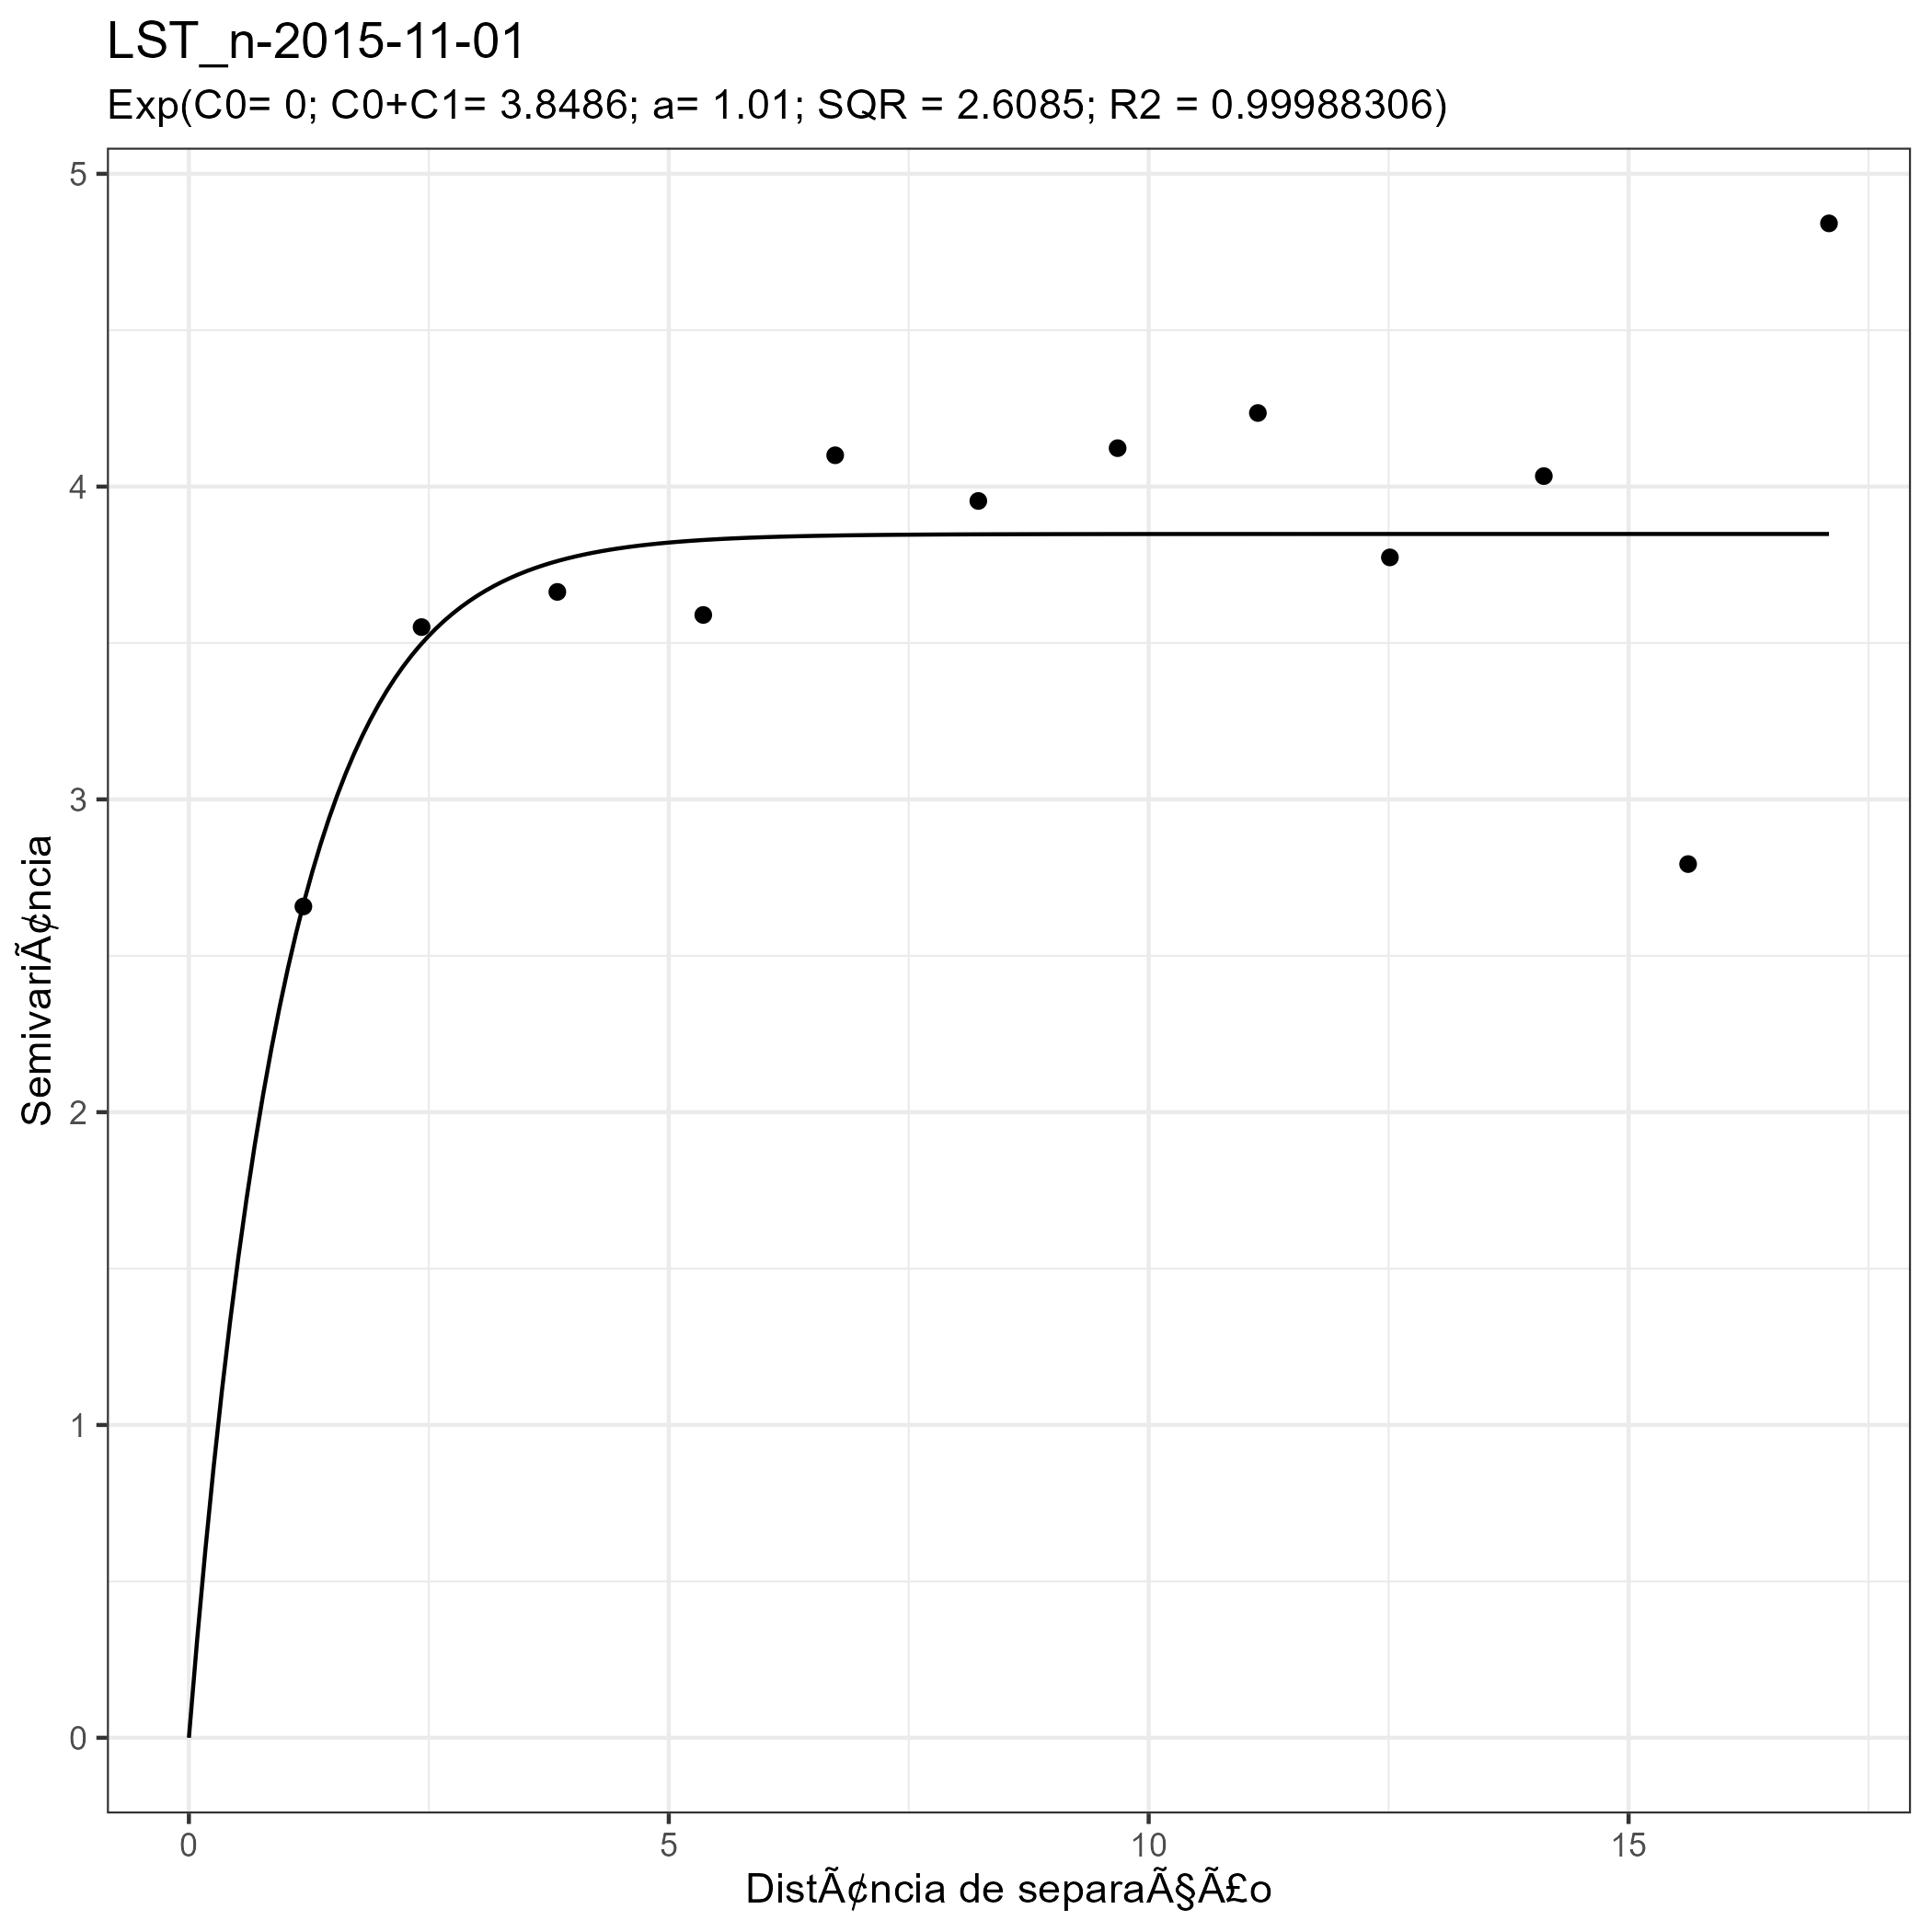 LST_n-2015-11-01
Exp(C0= 0; C0+C1= 3.8486; a= 1.01; SQR = 2.6085; R2 = 0.99988306)
5
4
3
2
1
0
SemivariÃ¢ncia
0
5
10
15
DistÃ¢ncia de separaÃ§Ã£o